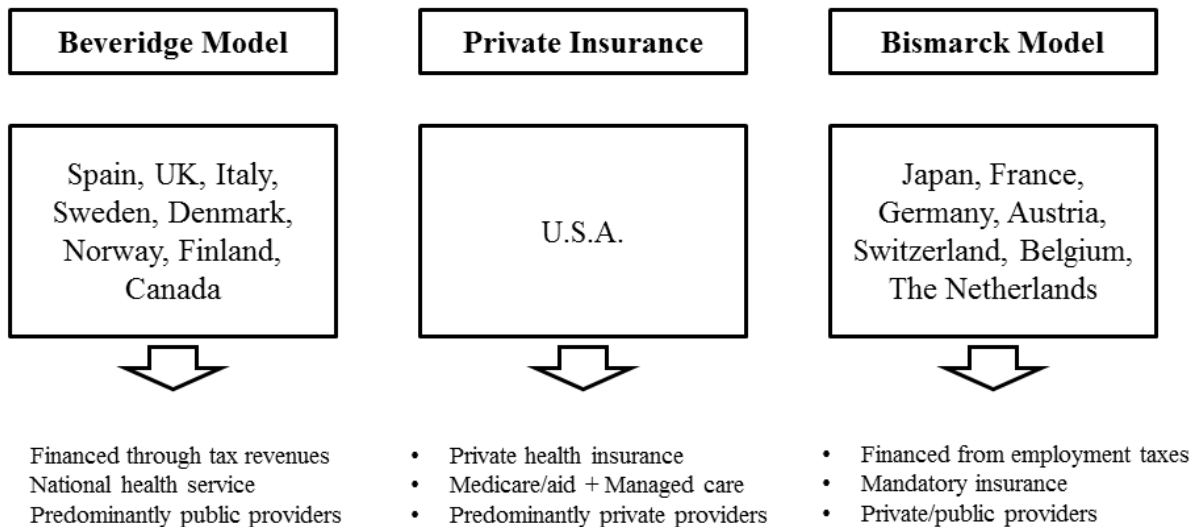 Beveridge Model
Private Insurance
Bismarck Model
Spain, UK, Italy,
Sweden, Denmark,
Norway, Finland,
Canada
U.S.A.
Japan, France,
Germany, Austria,
Switzerland, Belgium,
The Netherlands
Financed through tax revenues
National health service
Predominantly public providers
• Private health insurance
• Medicare/aid + Managed care
• Predominantly private providers
• Financed from employment taxes
• Mandatory insurance
• Private/public providers